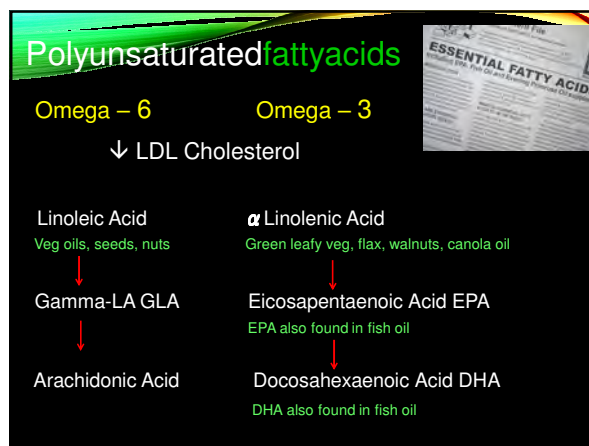 Polyunsaturatedfattyacids
ESSENTIAL FATTY ACID
Omega – 6
Omega – 3
↓ LDL Cholesterol
Linoleic Acid
Veg oils, seeds, nuts
Gamma-LA GLA
Arachidonic Acid
α Linolenic Acid
Green leafy veg, flax, walnuts, canola oil
Eicosapentaenoic Acid EPA
EPA also found in fish oil
Docosahexaenoic Acid DHA
DHA also found in fish oil